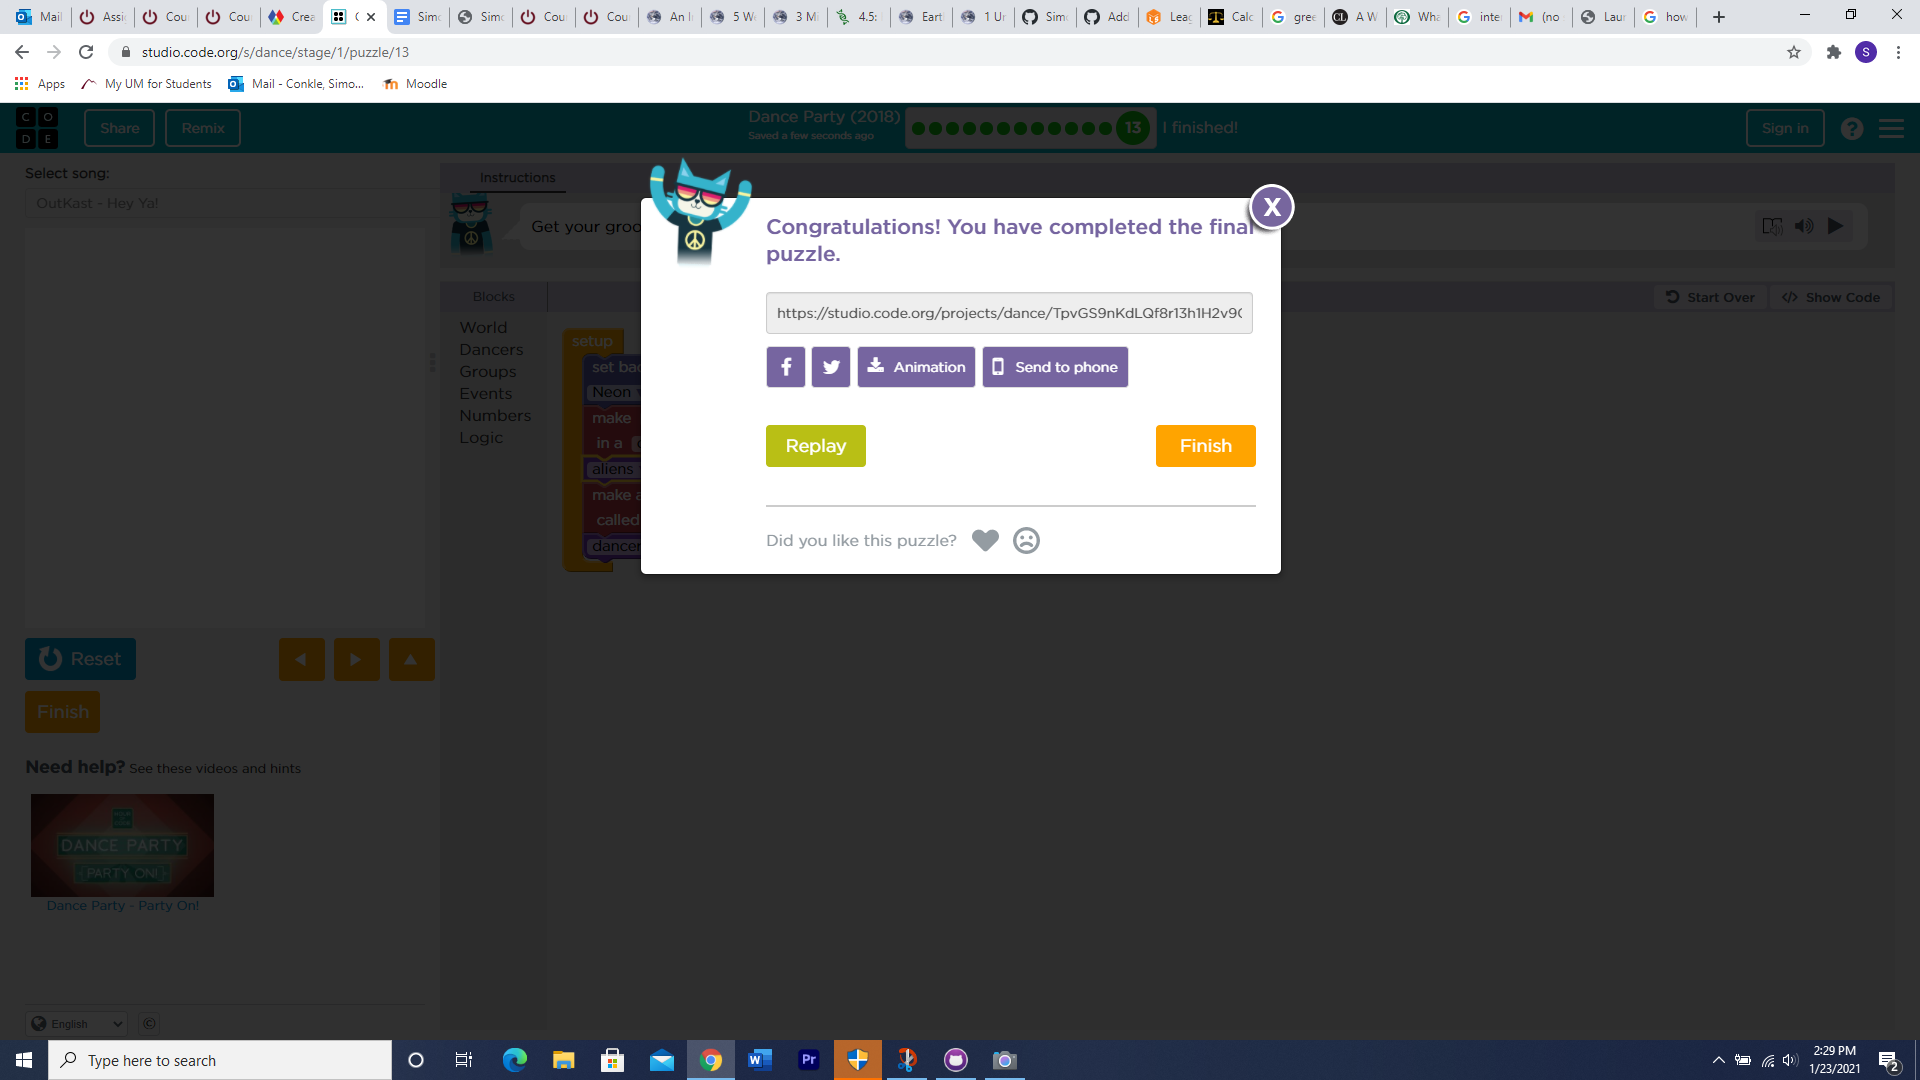 Mail
Assi
Cou
Cou
Crea
C
Simo
Simo
Cou
Cou
An I
5 We
3 Mi
4.5:
Eart
1 Ur
Simo
Add
Leag
Calc
gree
A W
Wha
inte
(no
Laur
how
studio.code.org/s/dance/stage/1/puzzle/13
S
Apps
My UM for Students
Mail - Conkle, Simo...
Moodle
C O
D E
Share
Remix
Dance Party (2018)
Saved a few seconds ago
13
I finished!
Sign in
?
Select song:
OutKast - Hey Ya!
Instructions
Get your groo
Congratulations! You have completed the final
puzzle.
X
https://studio.code.org/projects/dance/TpvGS9nKdLQf8r13h1H2v9
Animation
Send to phone
Replay
Finish
Did you like this puzzle?
Blocks
Start Over
</> Show Code
World
Dancers
Groups
Events
Numbers
Logic
setup
set bac
Neon
make
in a
aliens
make a
called
dancer
Reset
Finish
Need help? See these videos and hints
DANCE PARTY
PARTY ON!
Dance Party - Party On!
English
©
Type here to search
Pr
2:29 PM
1/23/2021
2